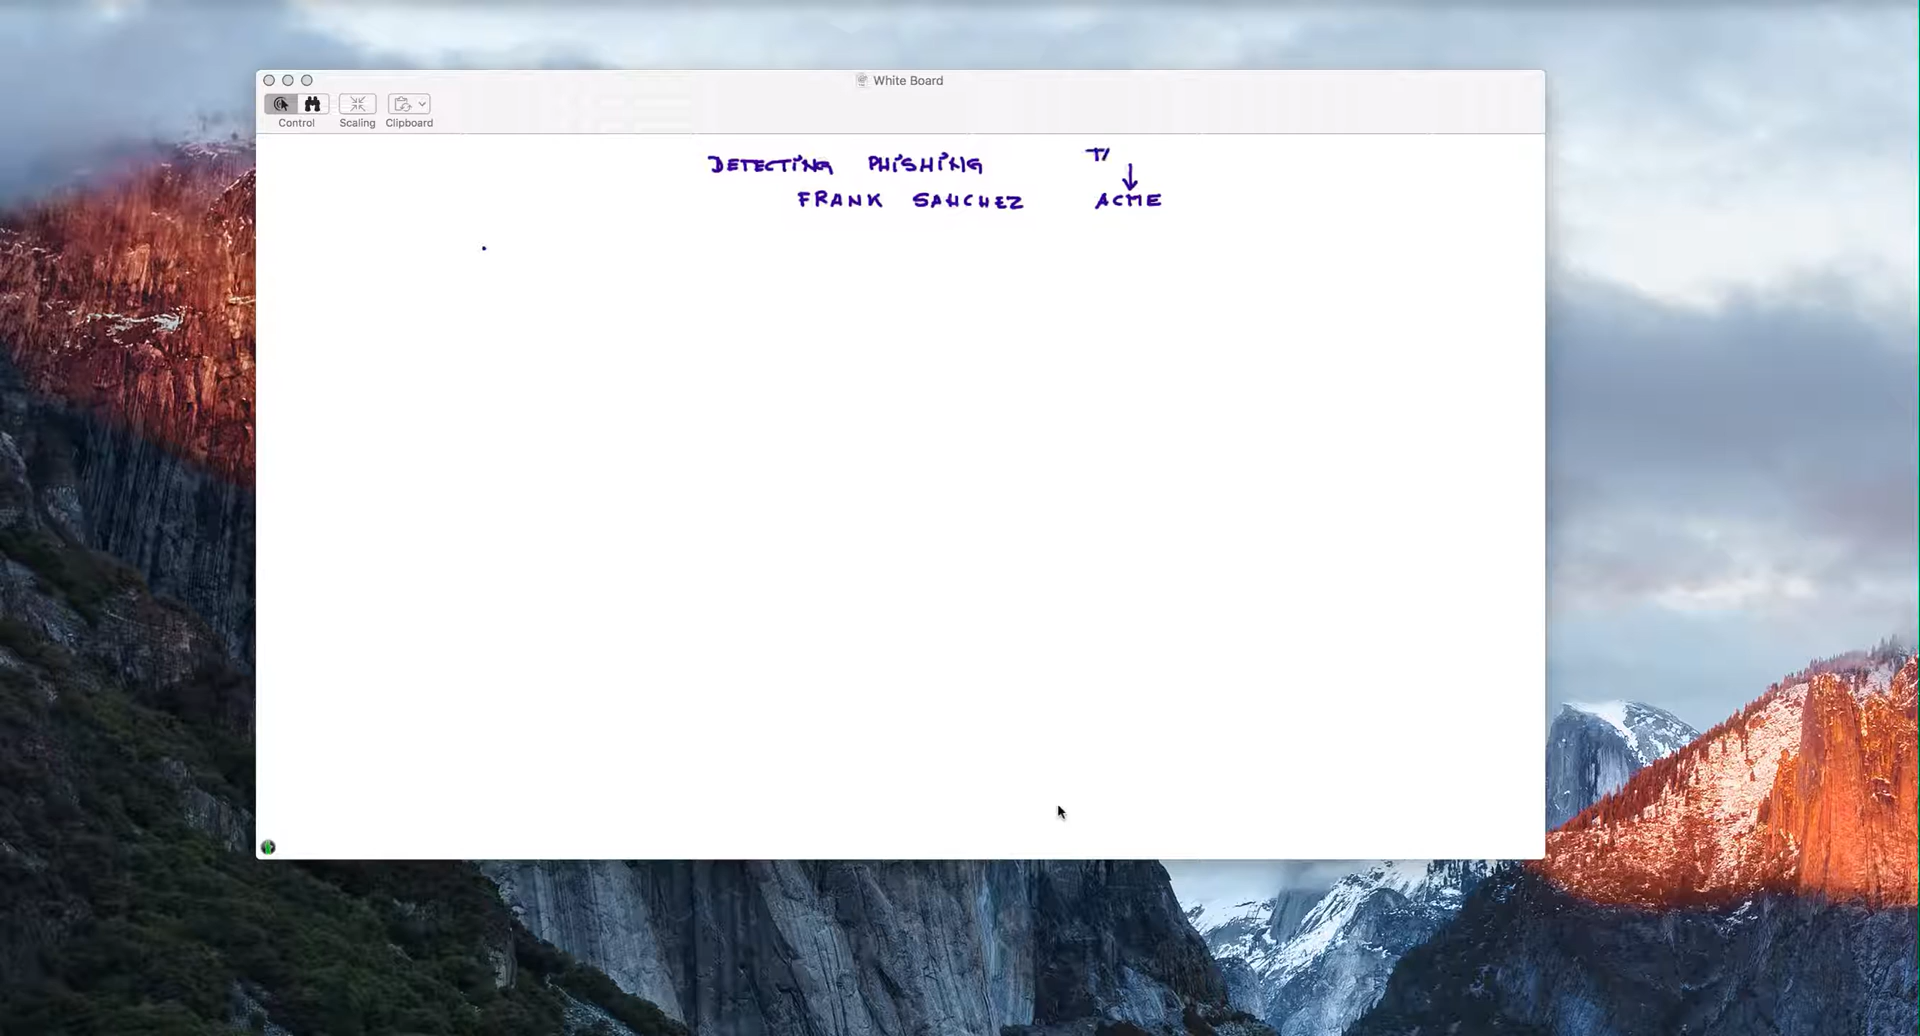 White Board
Control Scaling Clipboard
DETECTING PHISHING
FRANK SANCHEZ ACME